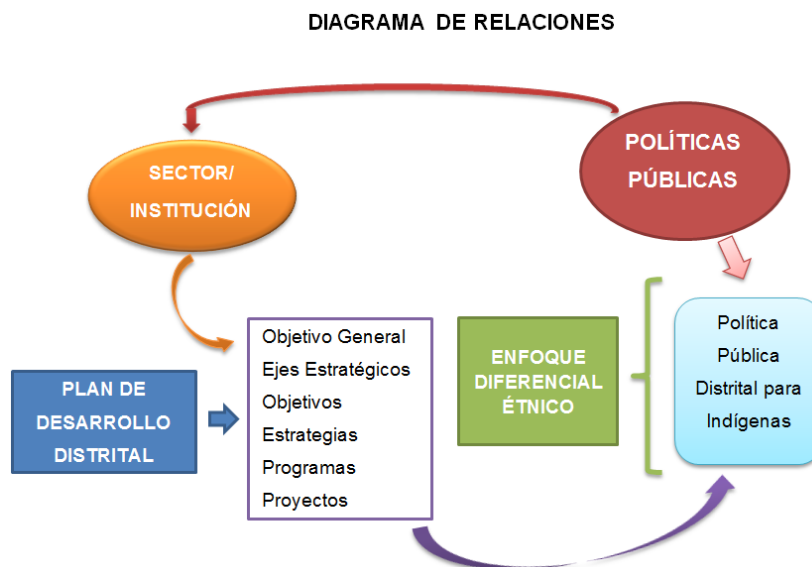 DIAGRAMA DE RELACIONES
SECTOR/
INSTITUCIÓN
POLÍTICAS
PÚBLICAS
PLAN DE
DESARROLLO
DISTRITAL
Objetivo General
Ejes Estratégicos
Objetivos
Estrategias
Programas
Proyectos
ENFOQUE
DIFERENCIAL
ÉTNICO
Política
Pública
Distrital para
Indígenas